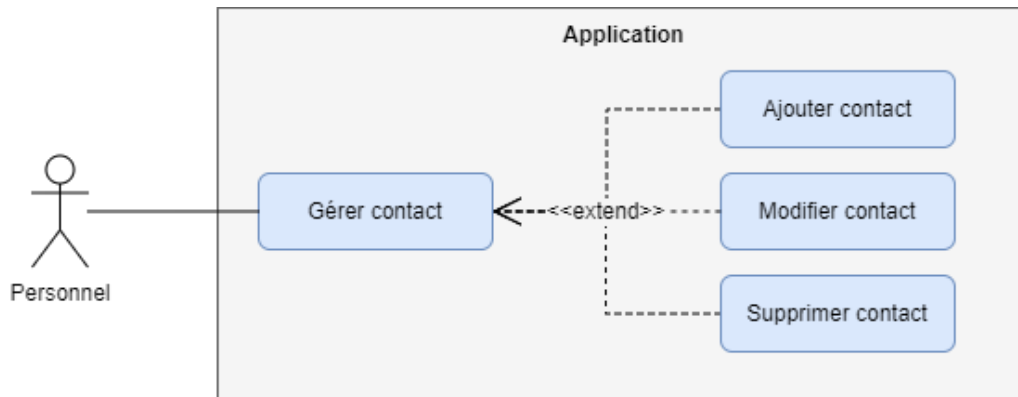 Application
Ajouter contact
Gérer contact
<<extend>>
Modifier contact
Supprimer contact
Personnel